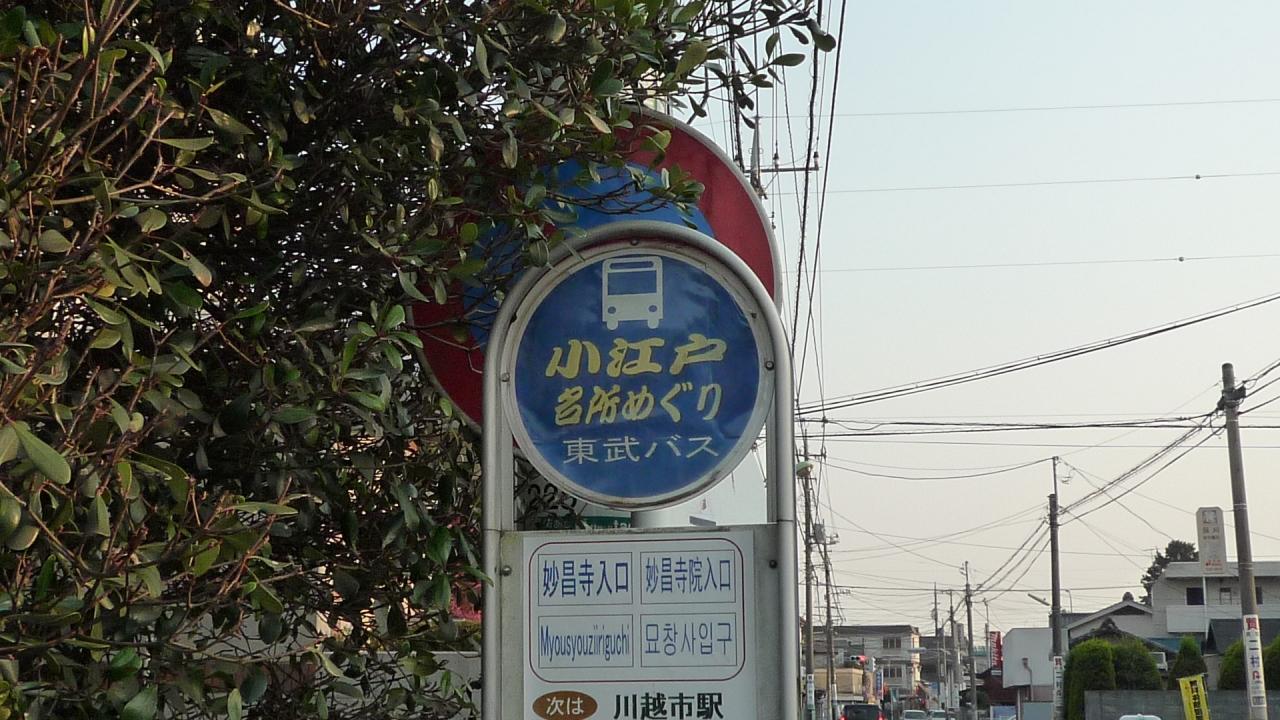 小江戸
名所めぐり
東武バス
223
妙昌寺入口
妙昌寺院入口
Myousyouziiriguchi
묘창사입구
次は 川越市駅